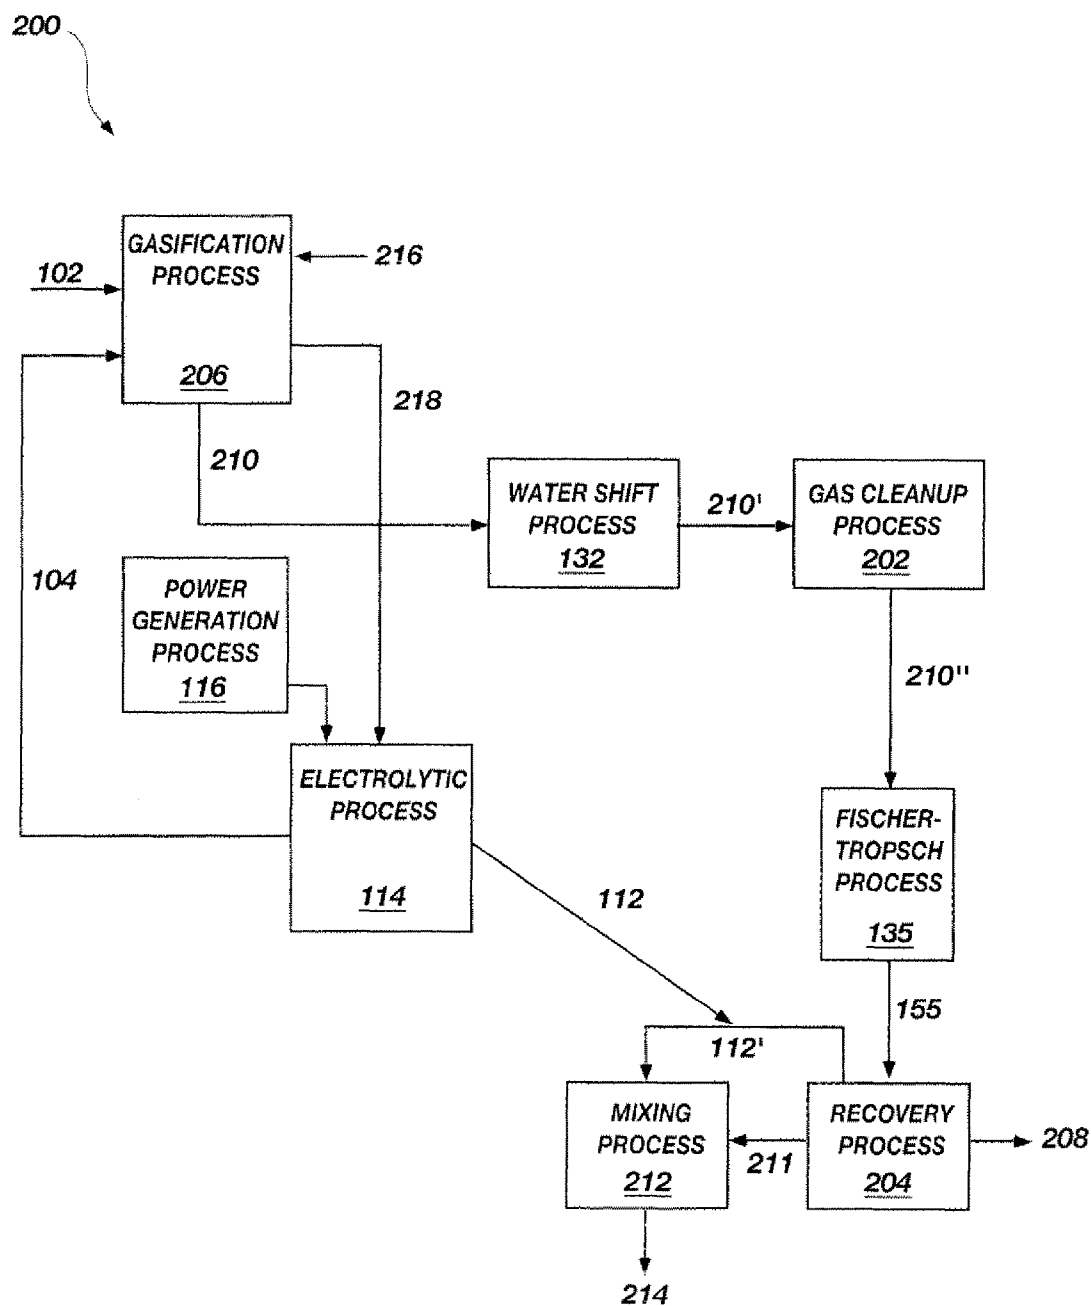 200
GASIFICATION
PROCESS
206
102
216
218
210
104
WATER SHIFT
PROCESS
132
210'
GAS CLEANUP
PROCESS
202
POWER
GENERATION
PROCESS
116
210"
ELECTROLYTIC
PROCESS
114
FISCHER-
TROPSCH
PROCESS
135
112
155
112'
MIXING
PROCESS
212
211
RECOVERY
PROCESS
204
208
214